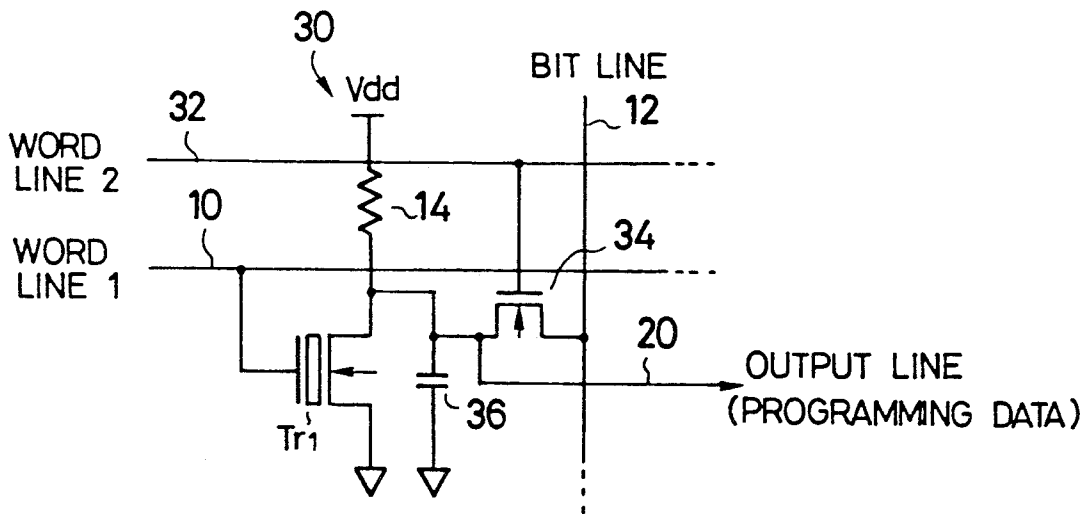 30
Vdd
BIT LINE
12
32
WORD
LINE 2
14
10
34
WORD
LINE 1
20
OUTPUT LINE
(PROGRAMMING DATA)
36
Tr1